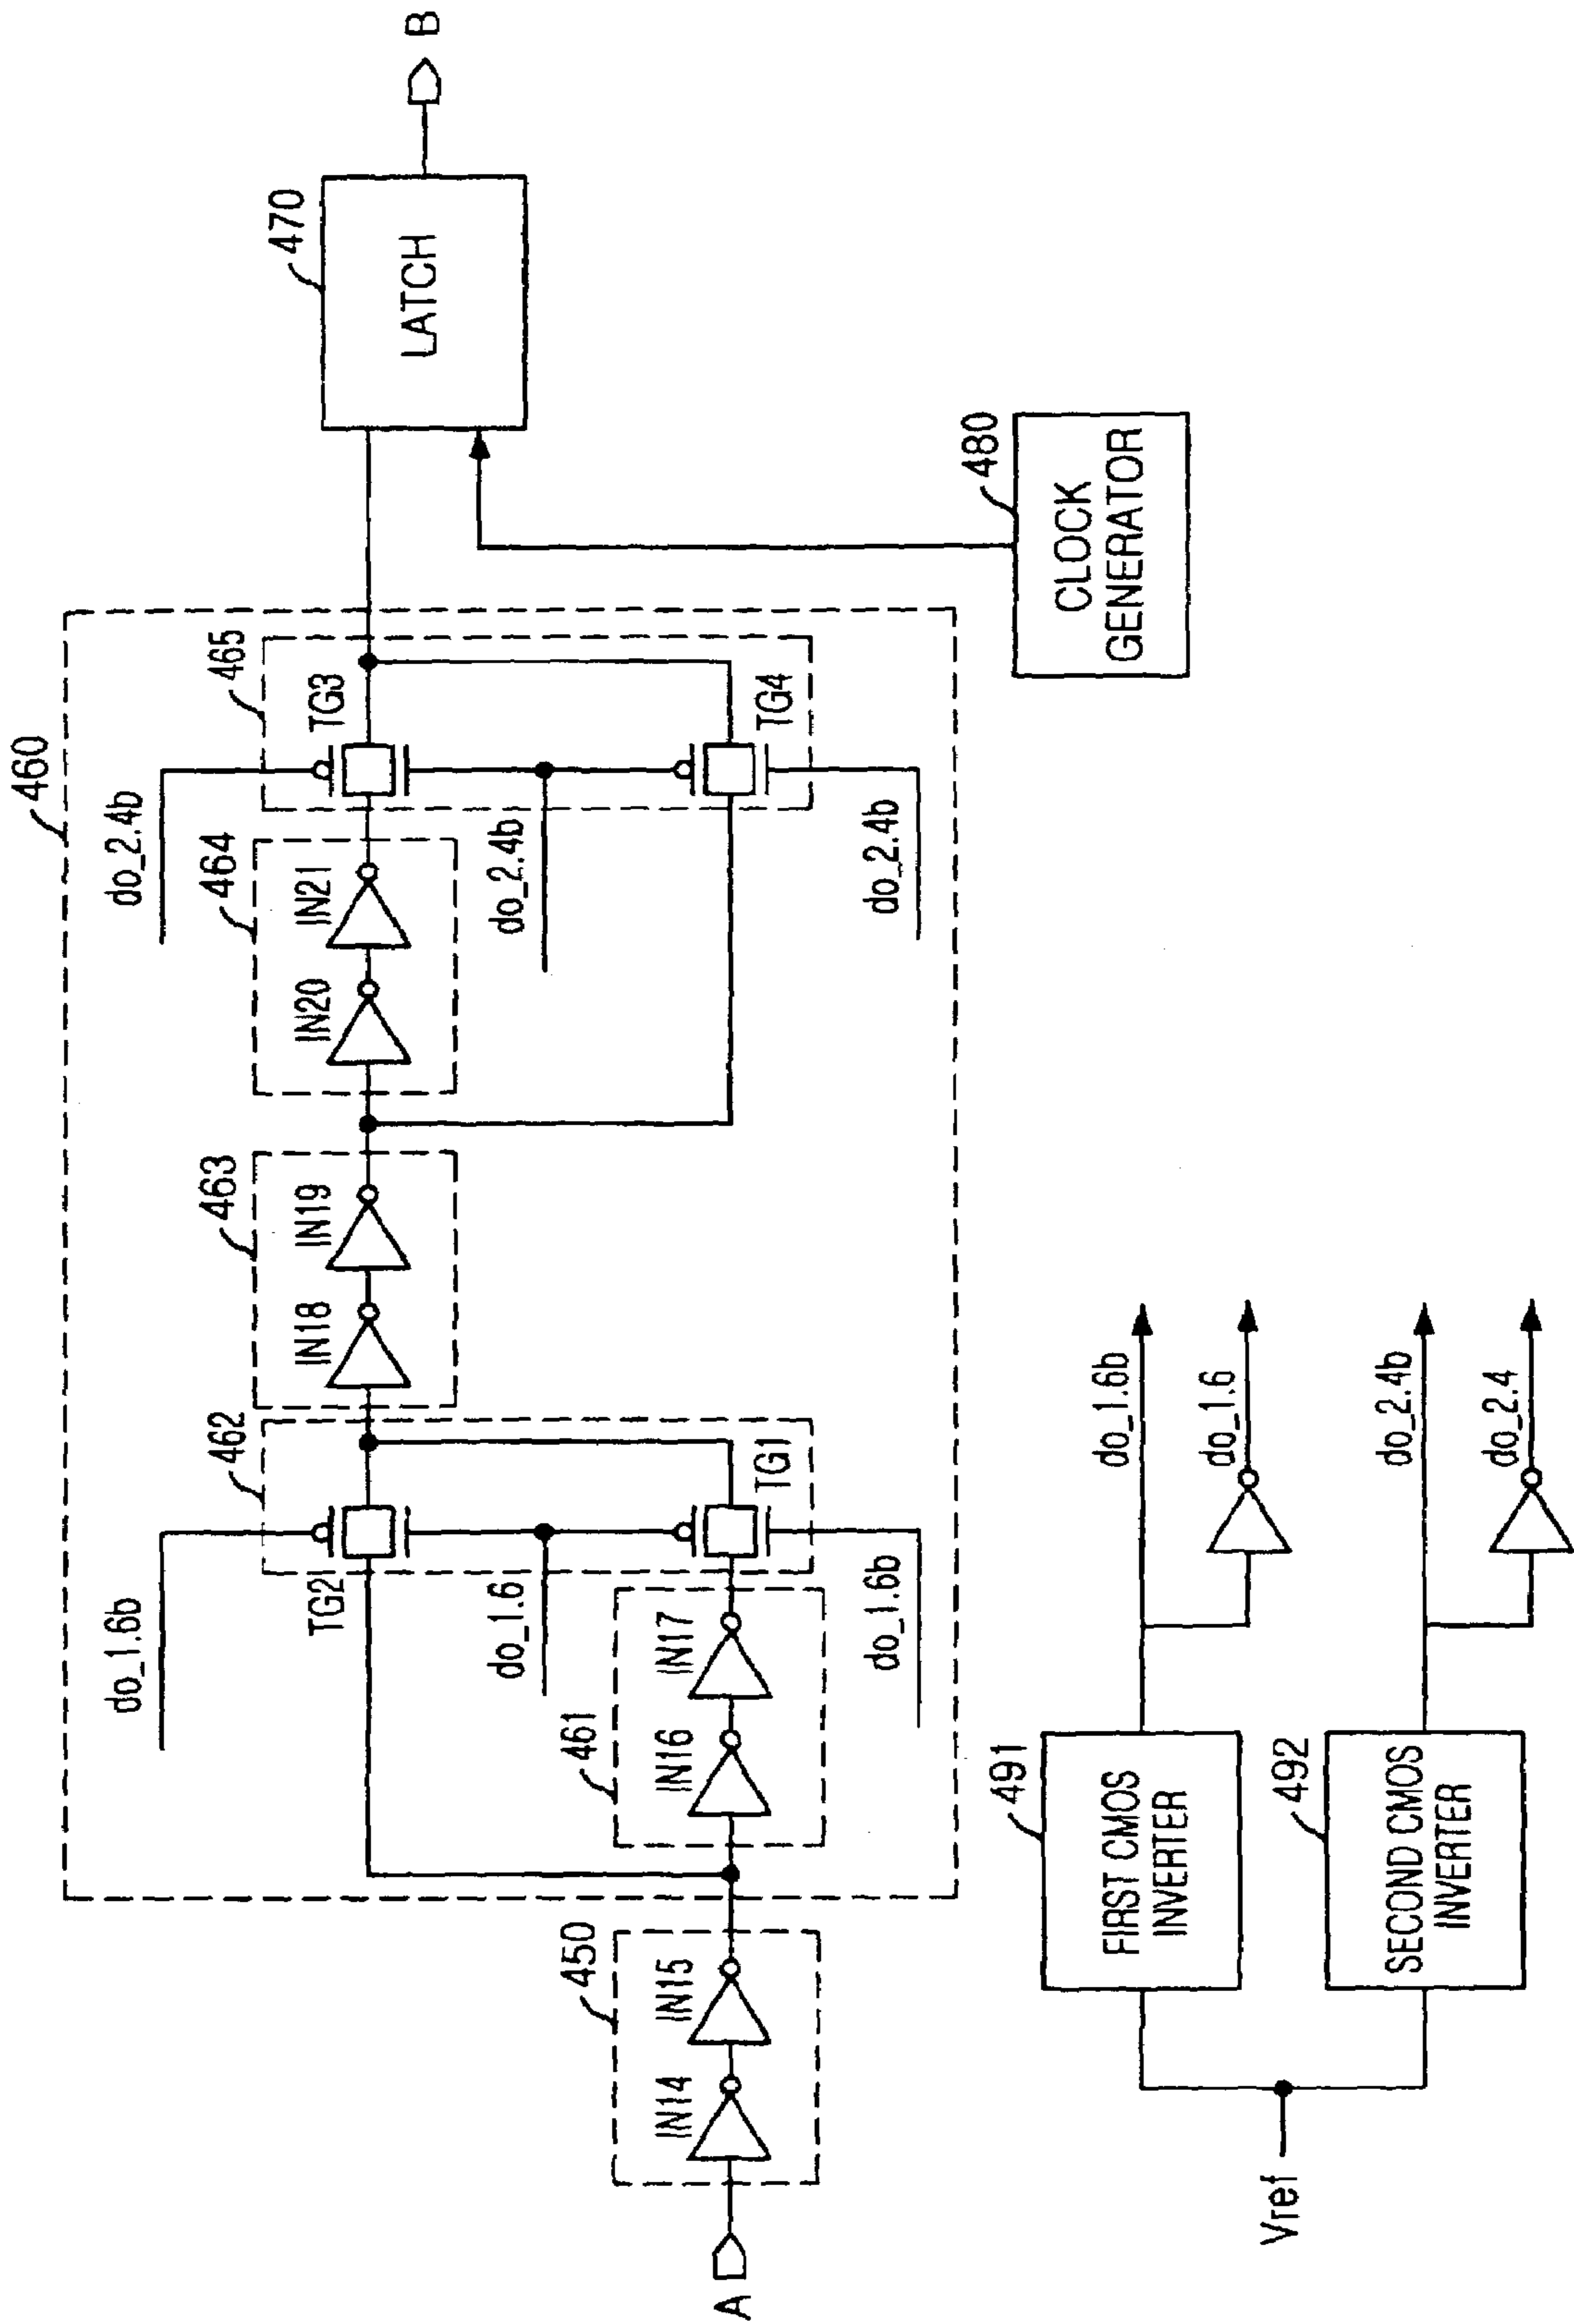 460
do_1.6b
do_2.4b
462
463
464
465
TG2
IN18
IN19
IN20
IN21
TG3
470
LATCH
B
do_1.6
do_2.4b
450
461
IN14
IN15
IN16
IN17
TG1
TG4
A
do_1.6b
do_2.4b
480
CLOCK
GENERATOR
Vref
491
FIRST CMOS
INVERTER
do_1.6b
do_1.6
492
SECOND CMOS
INVERTER
do_2.4b
do_2.4